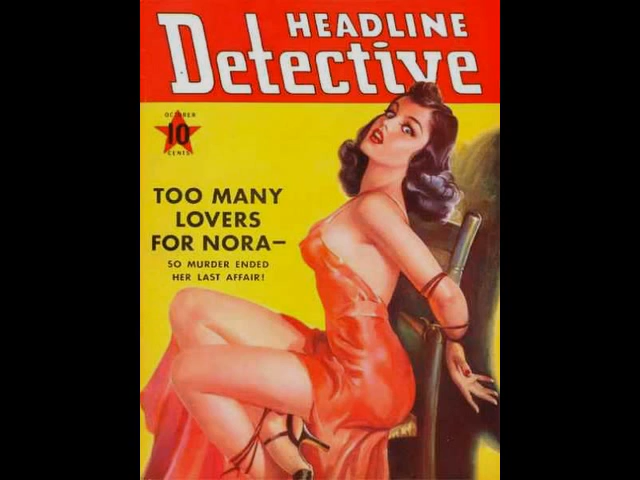 HEADLINE
Detective
OCTOBER
10
CENTS
TOO MANY
LOVERS
FOR NORA—
SO MURDER ENDED
HER LAST AFFAIR!